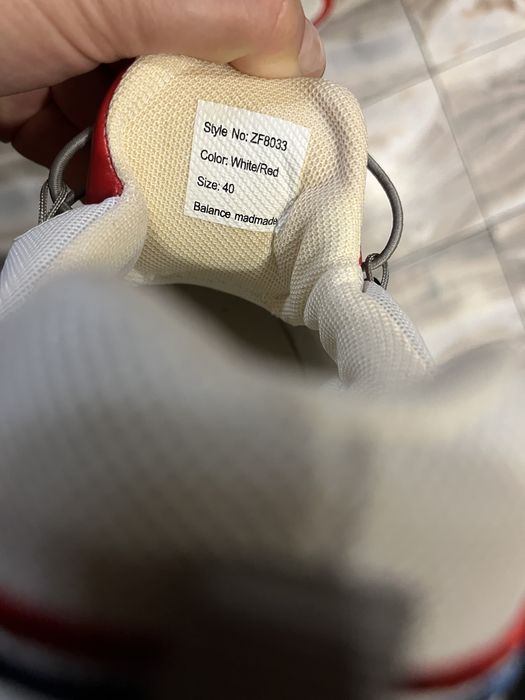 Style No: ZF8033
Color: White/Red
Size: 40
Balance madmade